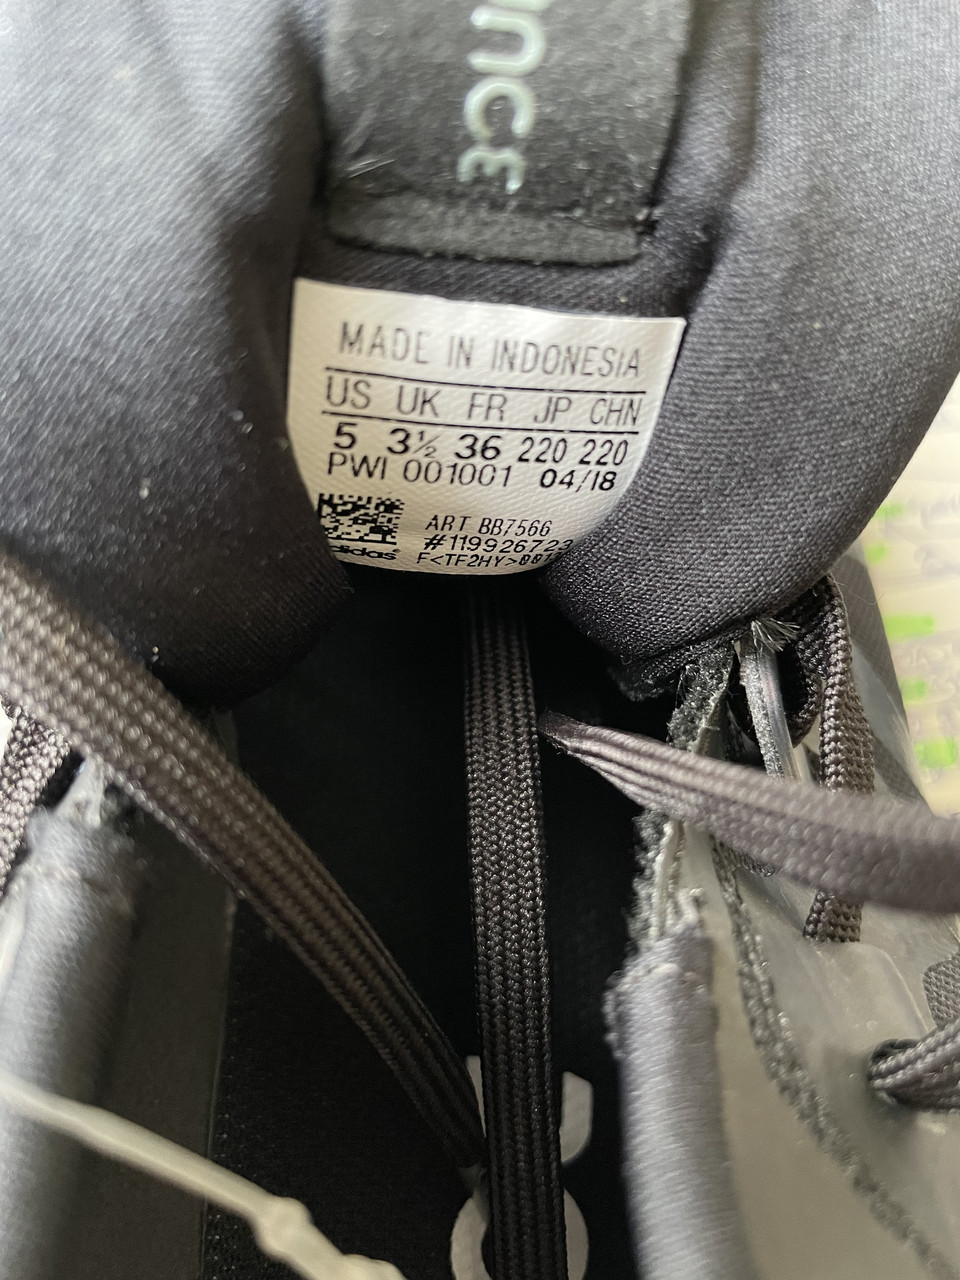 MADE IN INDONESIA
US UK FR JP CHN
5 3½ 36 220 220
PWI 001001 04/18
ART BB7566
#119926723
adidas